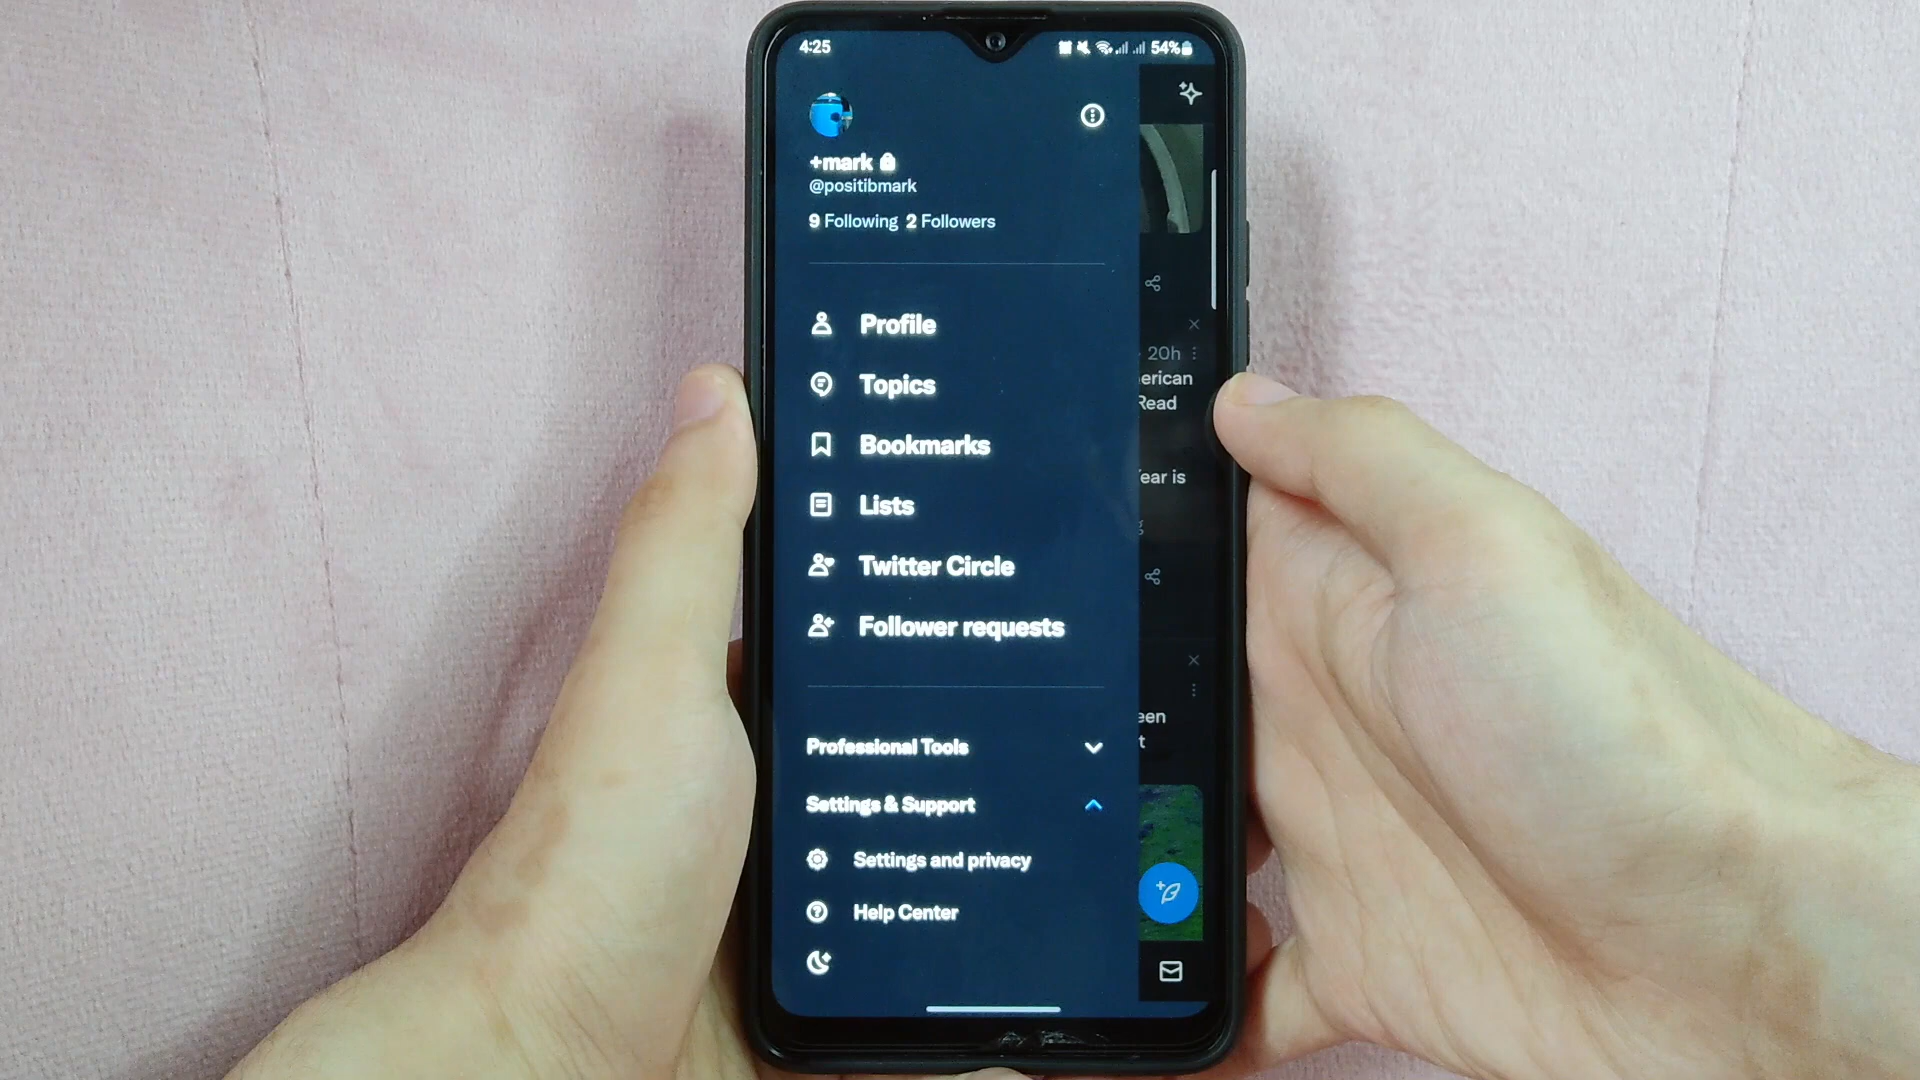 4:25
54%
+mark
@positibmark
9 Following 2 Followers
Profile
Topics
Bookmarks
Lists
Twitter Circle
Follower requests
Professional Tools
Settings & Support
Settings and privacy
Help Center
20h
erican
Read
ear is
een
t